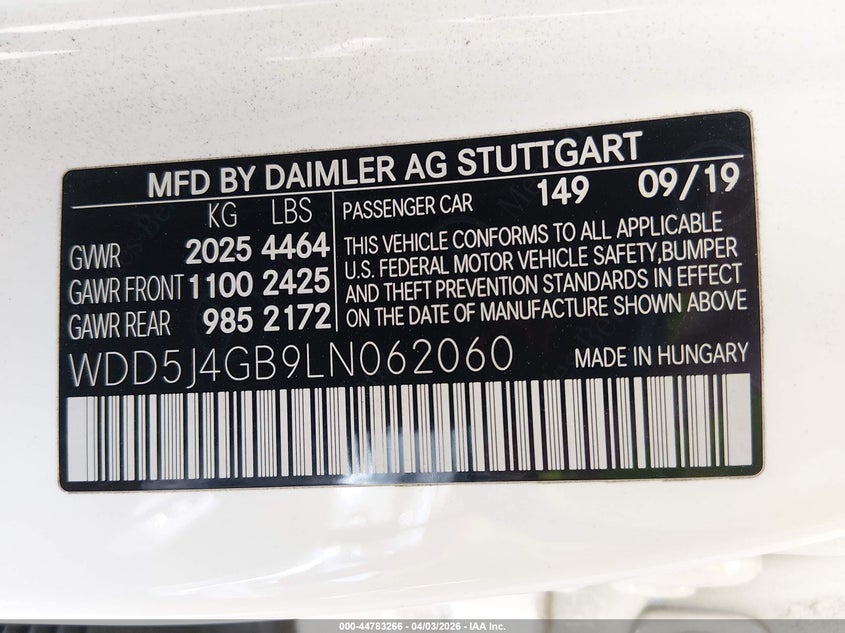 MFD BY DAIMLER AG STUTTGART
KG LBS PASSENGER CAR 149 09/19
GVWR 2025 4464
GAWR FRONT 1100 2425
GAWR REAR 985 2172
THIS VEHICLE CONFORMS TO ALL APPLICABLE
U.S. FEDERAL MOTOR VEHICLE SAFETY,BUMPER
AND THEFT PREVENTION STANDARDS IN EFFECT
ON THE DATE OF MANUFACTURE SHOWN ABOVE
WDD5J4GB9LN062060 MADE IN HUNGARY
000-44783266 - 04/03/2026 - IAA Inc.